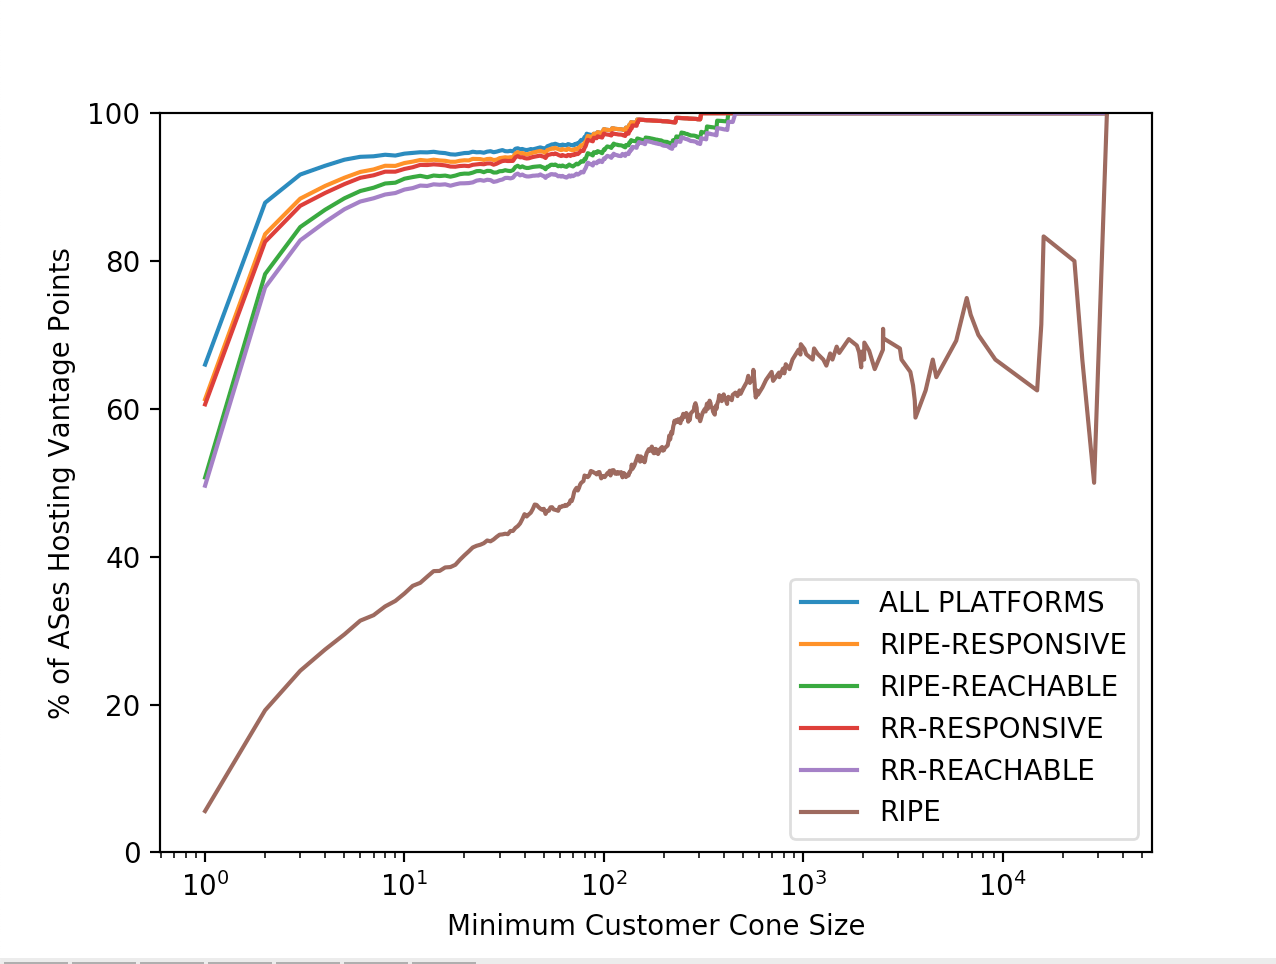 100
80
60
40
20
0
% of ASes Hosting Vantage Points
ALL PLATFORMS
RIPE-RESPONSIVE
RIPE-REACHABLE
RR-RESPONSIVE
RR-REACHABLE
RIPE
10⁰ 10¹ 10² 10³ 10⁴
Minimum Customer Cone Size